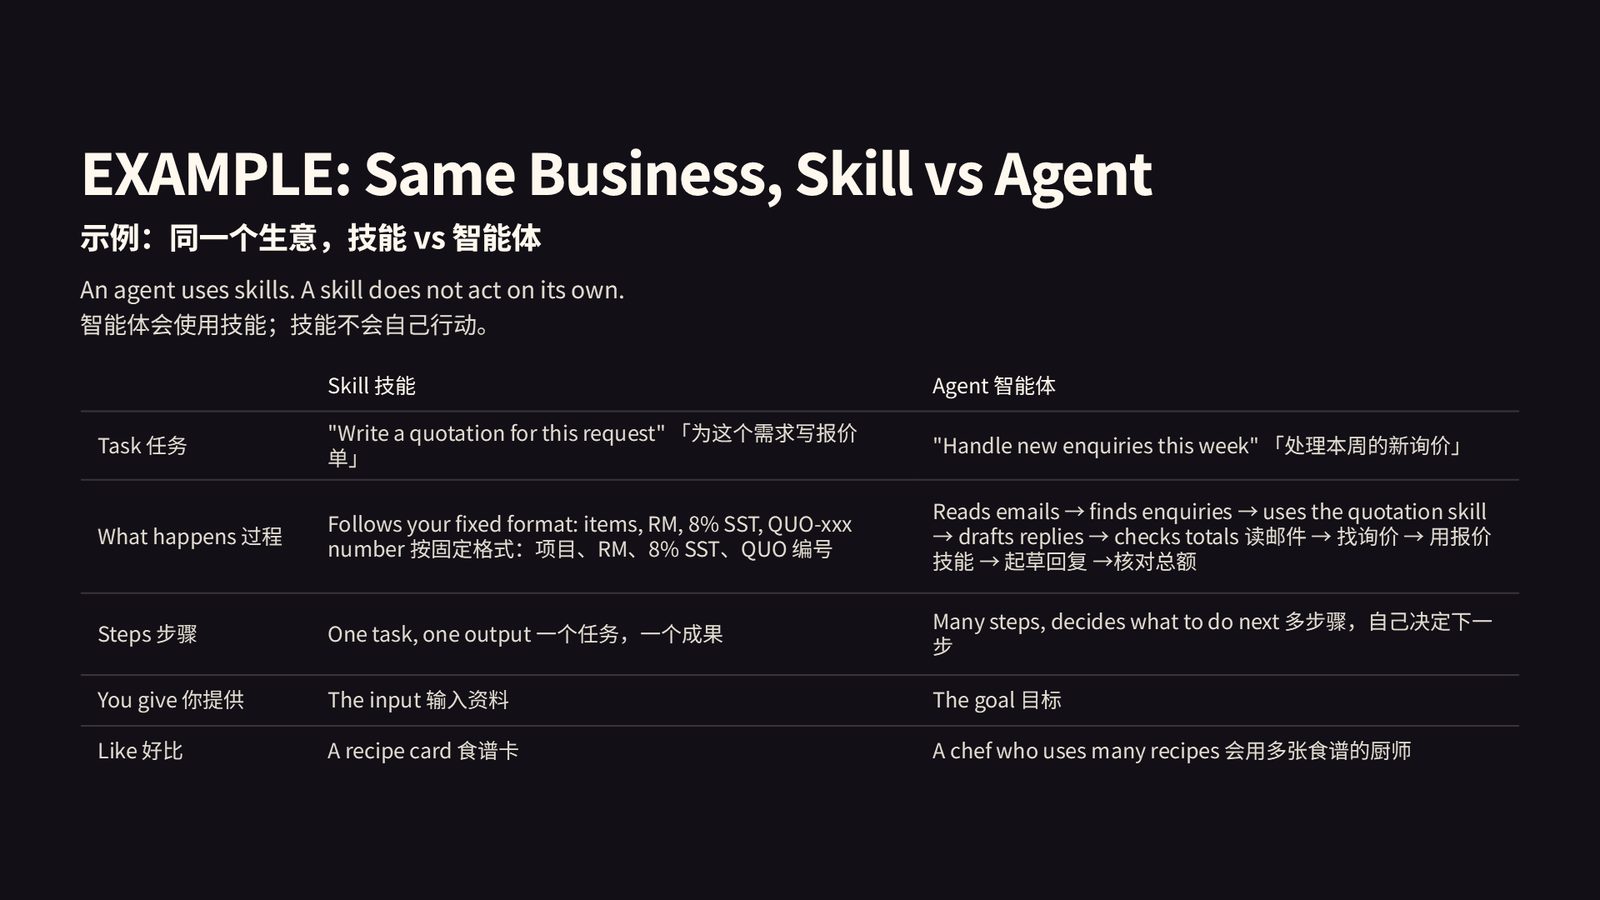 EXAMPLE: Same Business, Skill vs Agent
示例：同一个生意，技能 vs 智能体
An agent uses skills. A skill does not act on its own.
智能体会使用技能；技能不会自己行动。
Skill 技能
Agent 智能体
Task 任务
"Write a quotation for this request" 「为这个需求写报价
单」
"Handle new enquiries this week" 「处理本周的新询价」
What happens 过程
Follows your fixed format: items, RM, 8% SST, QUO-xxx
number 按固定格式：项目、RM、8% SST、QUO 编号
Reads emails → finds enquiries → uses the quotation skill
→ drafts replies → checks totals 读邮件 → 找询价 → 用报价
技能 → 起草回复 →核对总额
Steps 步骤
One task, one output 一个任务，一个成果
Many steps, decides what to do next 多步骤，自己决定下一
步
You give 你提供
The input 输入资料
The goal 目标
Like 好比
A recipe card 食谱卡
A chef who uses many recipes 会用多张食谱的厨师